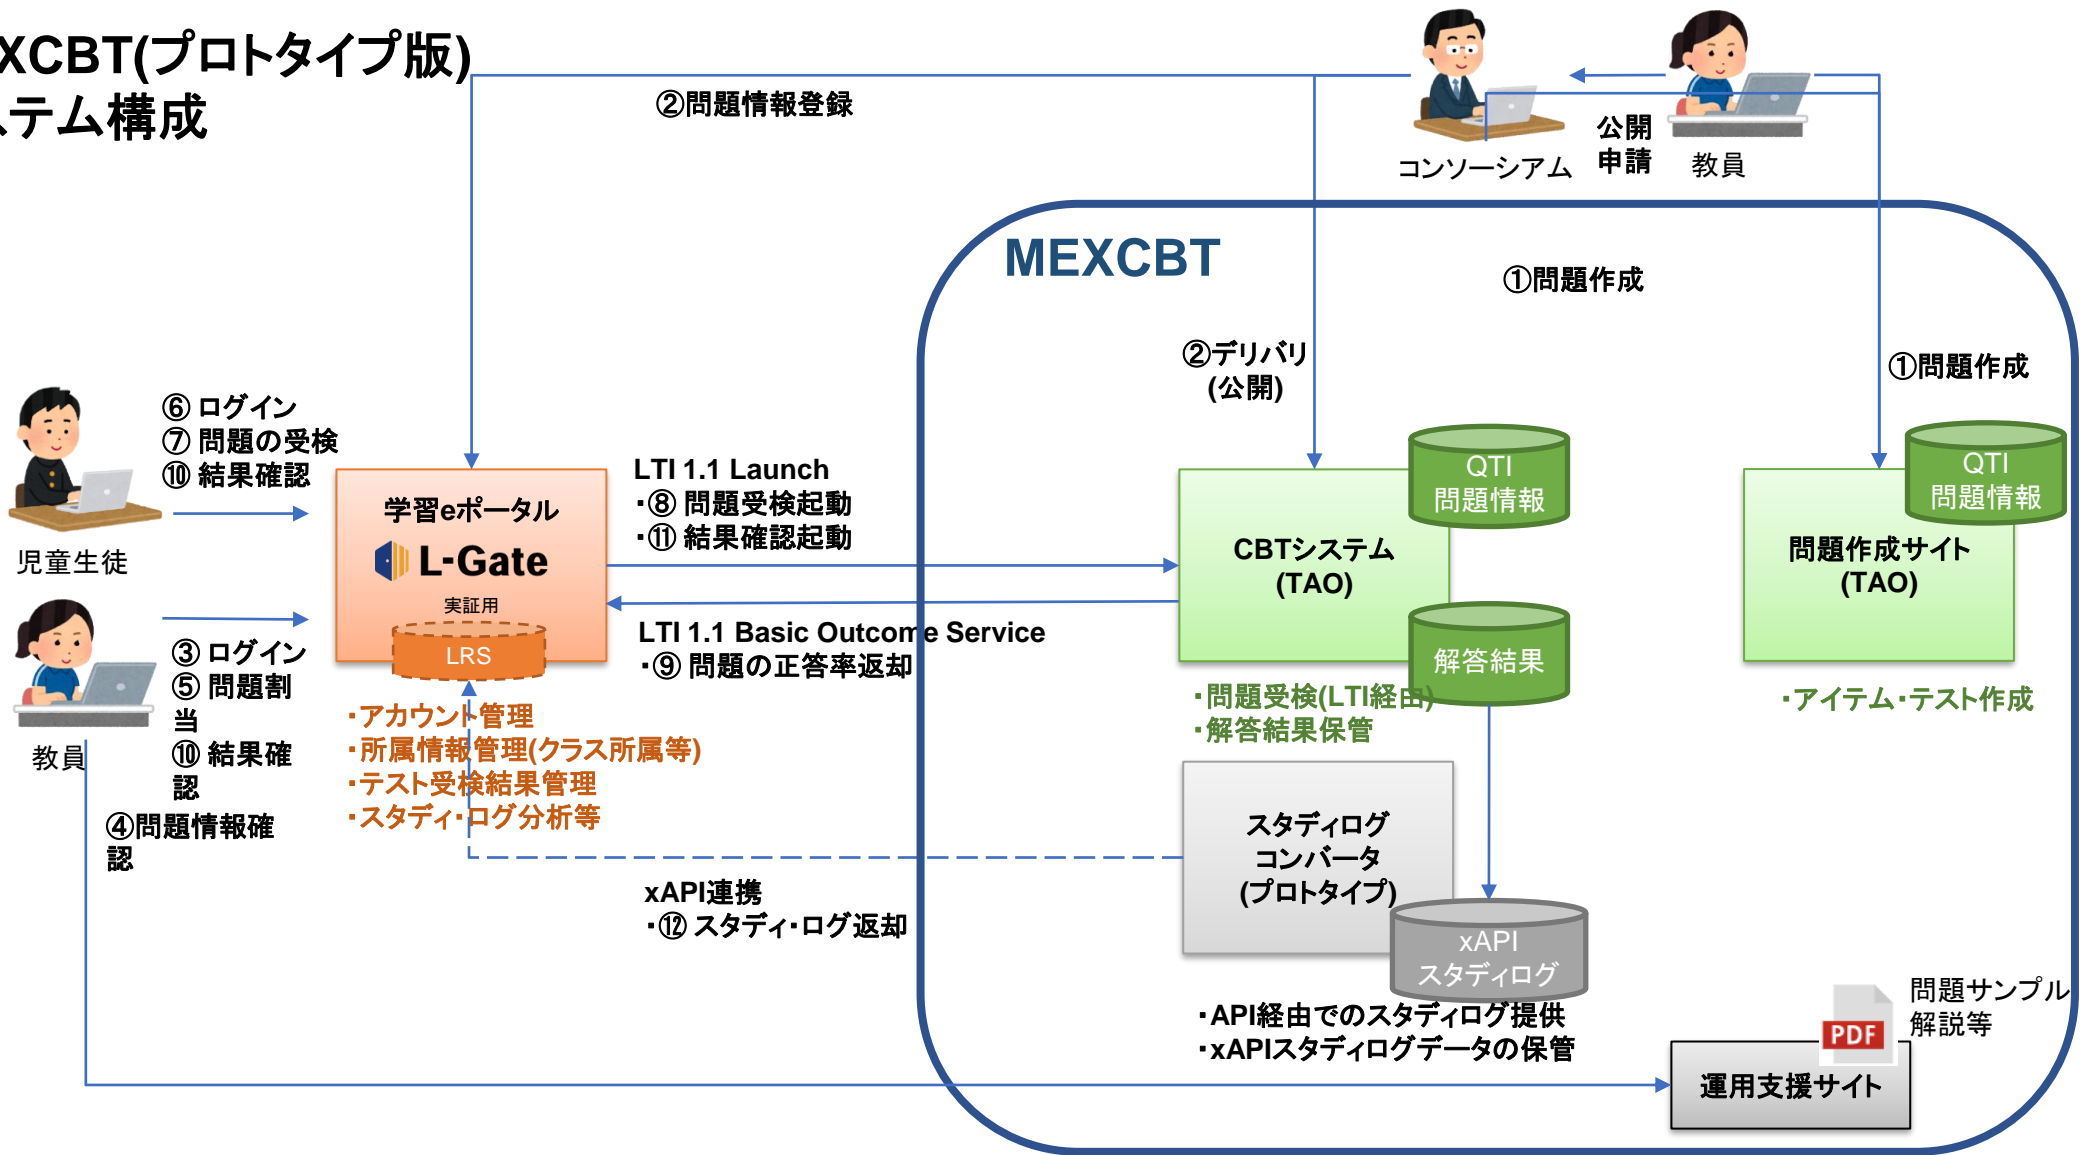 XCBT(プロトタイプ版)
ステム構成
②問題情報登録
コンソーシアム
公開
申請
教員
MEXCBT
①問題作成
②デリバリ
(公開)
①問題作成
⑥ ログイン
⑦ 問題の受検
⑩ 結果確認
児童生徒
学習eポータル
L-Gate
実証用
LRS
LTI 1.1 Launch
・⑧ 問題受検起動
・⑪ 結果確認起動
LTI 1.1 Basic Outcome Service
・⑨ 問題の正答率返却
QTI
問題情報
CBTシステム
(TAO)
解答結果
・問題受検(LTI経由)
・解答結果保管
QTI
問題情報
問題作成サイト
(TAO)
・アイテム・テスト作成
③ ログイン
⑤ 問題割
当
⑩ 結果確
認
教員
④問題情報確
認
・アカウント管理
・所属情報管理(クラス所属等)
・テスト受検結果管理
・スタディ・ログ分析等
xAPI連携
・⑫ スタディ・ログ返却
スタディログ
コンバータ
(プロトタイプ)
xAPI
スタディログ
・API経由でのスタディログ提供
・xAPIスタディログデータの保管
PDF
問題サンプル
解説等
運用支援サイト